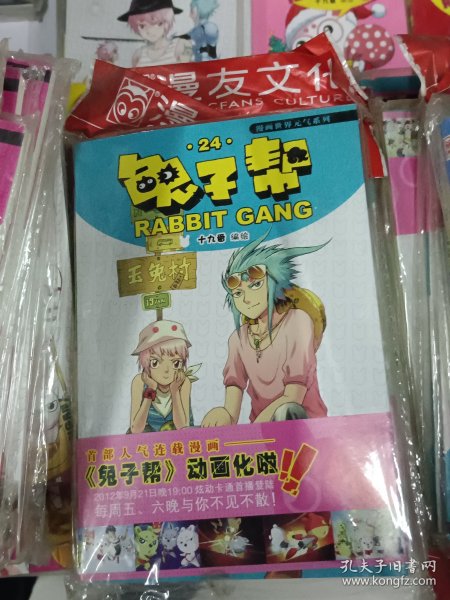 漫友文化
CEFANS CULTURE
漫
漫画世界元气系列
·24·
兔子帮
RABBIT GANG
十九番 编绘
玉兔村
首部人气连载漫画——
《兔子帮》动画化啦!!
2012年9月21日晚19:00 炫动卡通首播登陆
每周五、六晚与你不见不散!
孔夫子旧书网
www.kongfz.com